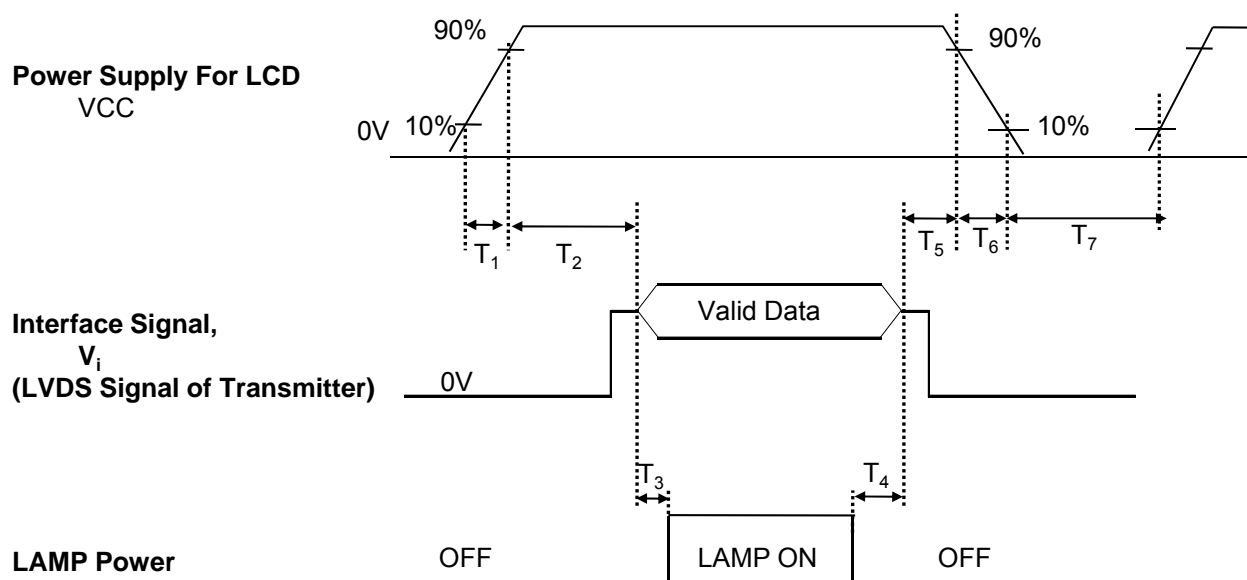 90%
90%
Power Supply For LCD
VCC
0V
10%
10%
T1
T2
T5
T6
T7
Valid Data
Interface Signal,
Vi
(LVDS Signal of Transmitter)
0V
T3
T4
LAMP Power
OFF
LAMP ON
OFF